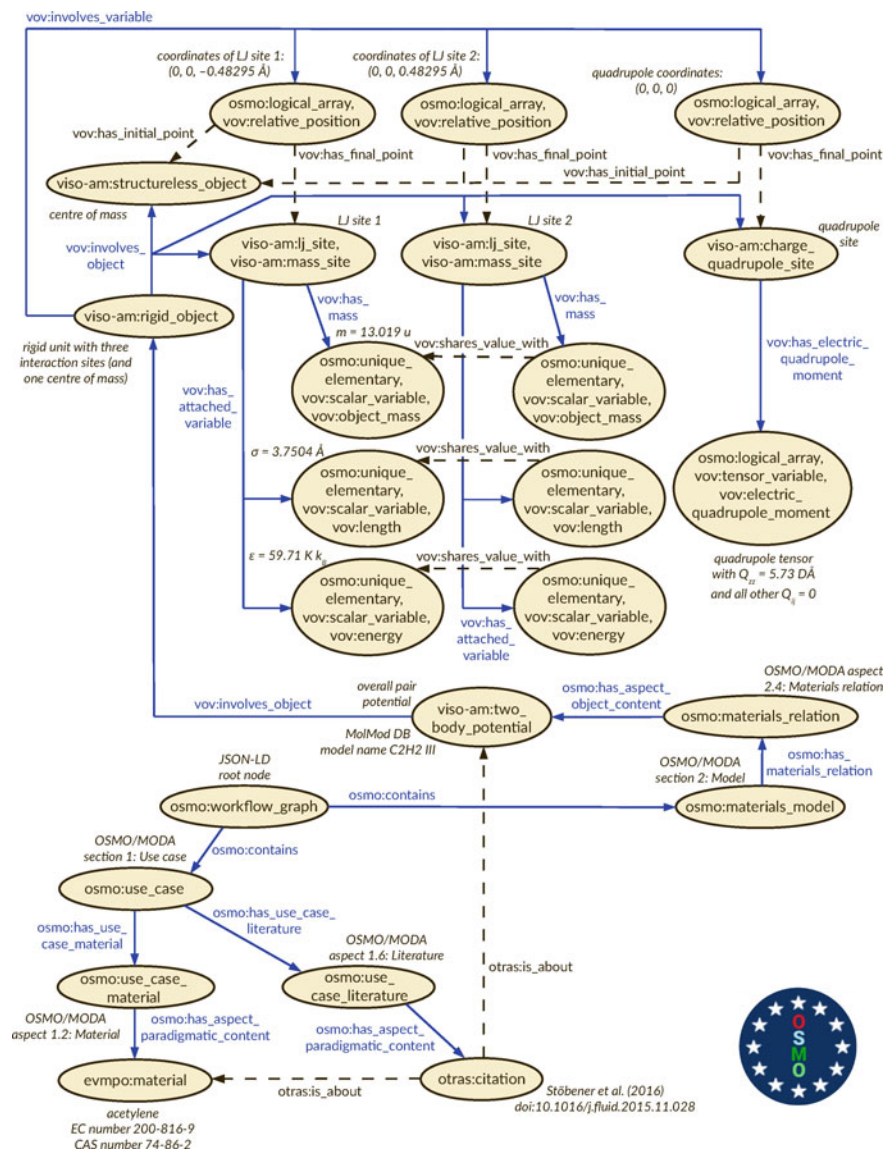 vov:involves_variable
coordinates of LJ site 1:
(0, 0, −0.48295 Å)
coordinates of LJ site 2:
(0, 0, 0.48295 Å)
quadrupole coordinates:
(0, 0, 0)
osmo:logical_array,
vov:relative_position
osmo:logical_array,
vov:relative_position
osmo:logical_array,
vov:relative_position
vov:has_initial_point
vov:has_final_point
vov:has_final_point
vov:has_final_point
vov:has_initial_point
viso-am:structureless_object
centre of mass
LJ site 1
LJ site 2
quadrupole
site
vov:involves_
object
viso-am:lj_site,
viso-am:mass_site
viso-am:lj_site,
viso-am:mass_site
viso-am:charge_
quadrupole_site
viso-am:rigid_object
rigid unit with three
interaction sites (and
one centre of mass)
vov:has_
mass
vov:has_
mass
m = 13.019 u
vov:shares_value_with
vov:has_electric_
quadrupole_
moment
osmo:unique_
elementary,
vov:scalar_variable,
vov:object_mass
osmo:unique_
elementary,
vov:scalar_variable,
vov:object_mass
vov:has_
attached_
variable
σ = 3.7504 Å
vov:shares_value_with
osmo:unique_
elementary,
vov:scalar_variable,
vov:length
osmo:unique_
elementary,
vov:scalar_variable,
vov:length
osmo:logical_array,
vov:tensor_variable,
vov:electric_
quadrupole_moment
ε = 59.71 K kB
vov:shares_value_with
quadrupole tensor
with Qzz = 5.73 DÅ
and all other Qij = 0
osmo:unique_
elementary,
vov:scalar_variable,
vov:energy
osmo:unique_
elementary,
vov:scalar_variable,
vov:energy
vov:has_
attached_
variable
vov:involves_object
overall pair
potential
viso-am:two_
body_potential
MolMod DB
model name C2H2 III
osmo:has_aspect_
object_content
OSMO/MODA aspect
2.4: Materials relation
osmo:materials_relation
OSMO/MODA
section 2: Model
osmo:has_
materials_relation
JSON-LD
root node
osmo:workflow_graph
osmo:contains
osmo:materials_model
OSMO/MODA
section 1: Use case
osmo:contains
osmo:use_case
osmo:has_use_
case_material
osmo:has_use_case_
literature
OSMO/MODA
aspect 1.6: Literature
osmo:use_case_
material
osmo:use_
case_literature
otras:is_about
OSMO/MODA
aspect 1.2: Material
osmo:has_aspect_
paradigmatic_content
osmo:has_aspect_
paradigmatic_content
evmpo:material
otras:is_about
otras:citation
acetylene
EC number 200-816-9
CAS number 74-86-2
Stöbener et al. (2016)
doi:10.1016/j.fluid.2015.11.028
O
S
M
O